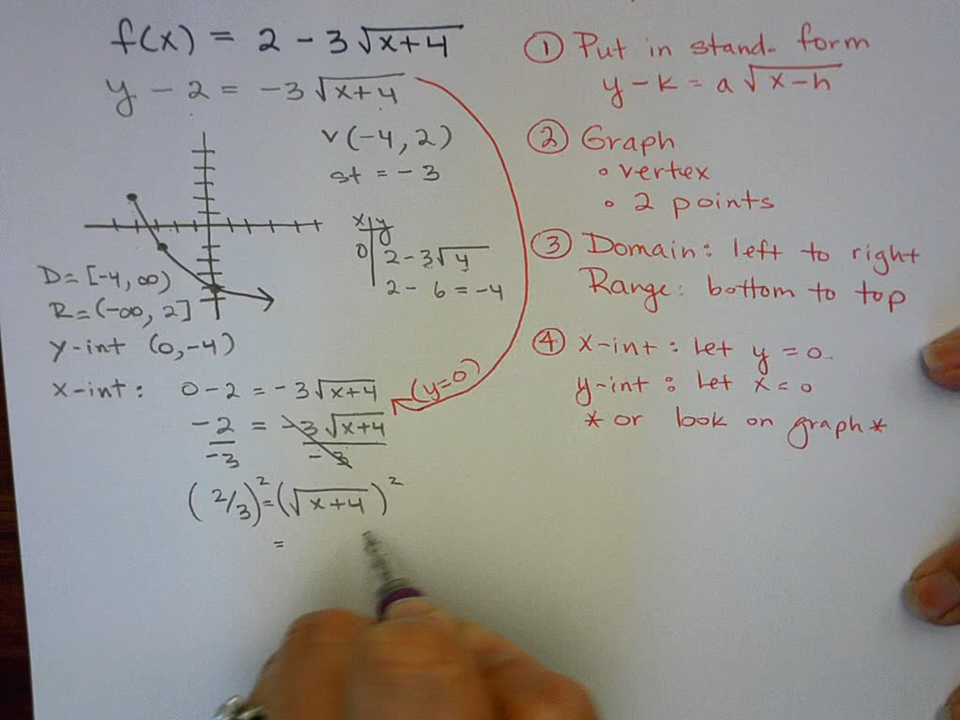 f(x) = 2 - 3√x+4
y - 2 = -3√x+4
v(-4, 2)
st = -3
x | y
0 | 2 - 3√4
2 - 6 = -4
D = [-4, ∞)
R = (-∞, 2]
y-int (0, -4)
x-int: 0 - 2 = -3√x+4 (y=0)
-2 = -3√x+4
-3 -3
(2/3)² = (√x+4)²
=
① Put in stand. form
y - k = a√x-h
② Graph
• vertex
• 2 points
③ Domain: left to right
Range: bottom to top
④ x-int: let y = 0.
y-int: let x = 0
* or look on graph *